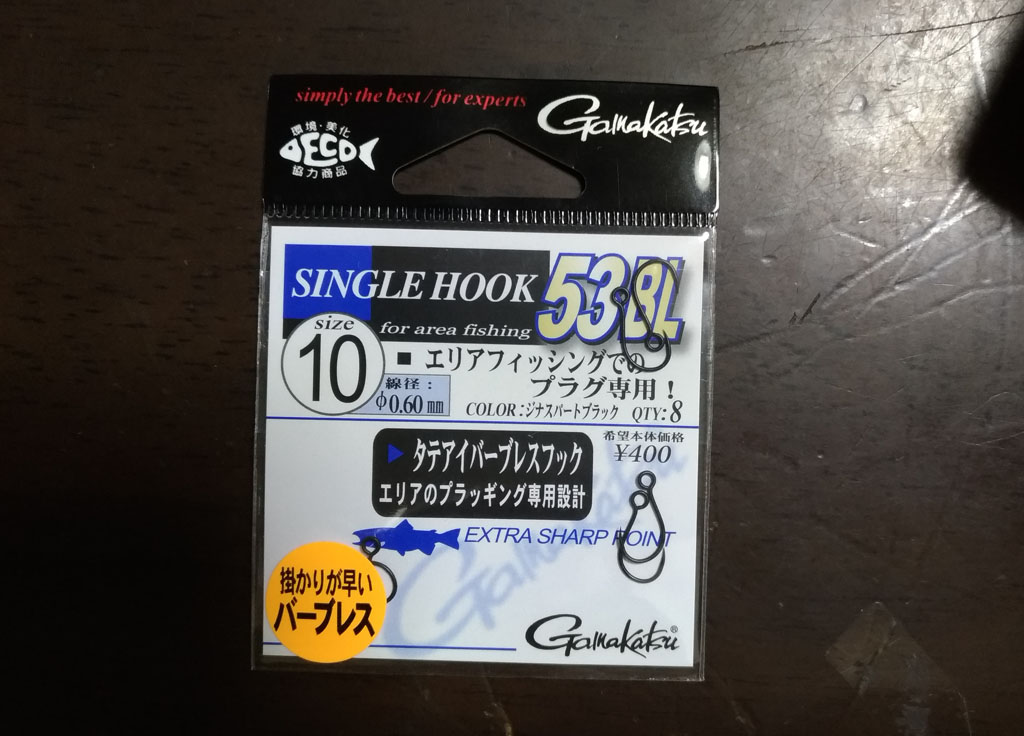 simply the best / for experts
Gamakatsu
環境・美化
DECO
協力商品
SINGLE HOOK 53BL
for area fishing
size
10
■ エリアフィッシングでの
プラグ専用!
線径:
φ0.60㎜
COLOR:ジナスパートブラック QTY:8
希望本体価格
¥400
▶ タテアイバーブレスフック
エリアのプラッギング専用設計
EXTRA SHARP POINT
Gamakatsu
掛かりが早い
バーブレス
Gamakatsu®